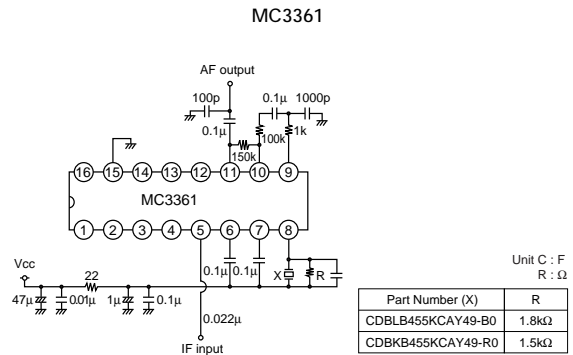 MC3361
AF output
100p
0.1µ 1000p
0.1µ
100k
1k
150k
16 15 14 13 12 11 10 9
MC3361
1 2 3 4 5 6 7 8
Vcc
22
0.1µ 0.1µ
X R
47µ 0.01µ 1µ 0.1µ
0.022µ
IF input
Unit C : F
R : Ω
Part Number (X) R
CDBLB455KCAY49-B0 1.8kΩ
CDBKB455KCAY49-R0 1.5kΩ